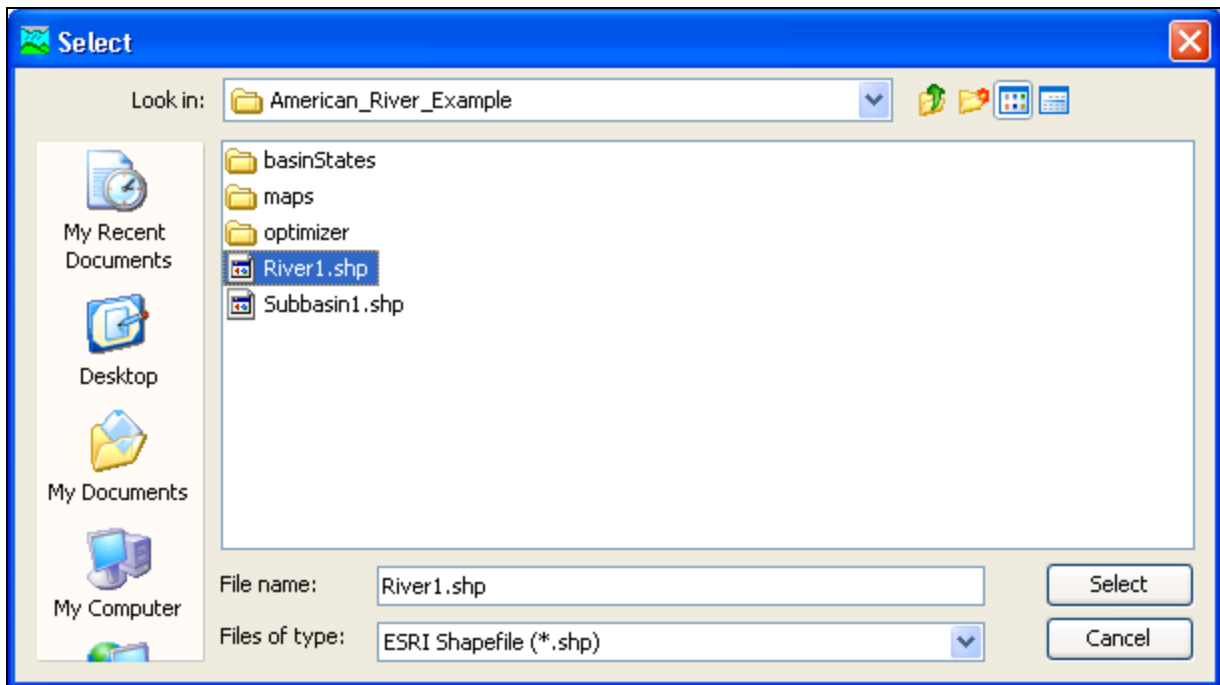 Select
Look in: American_River_Example
basinStates
maps
optimizer
River1.shp
Subbasin1.shp
My Recent
Documents
Desktop
My Documents
My Computer
File name: River1.shp Select
Files of type: ESRI Shapefile (*.shp) Cancel